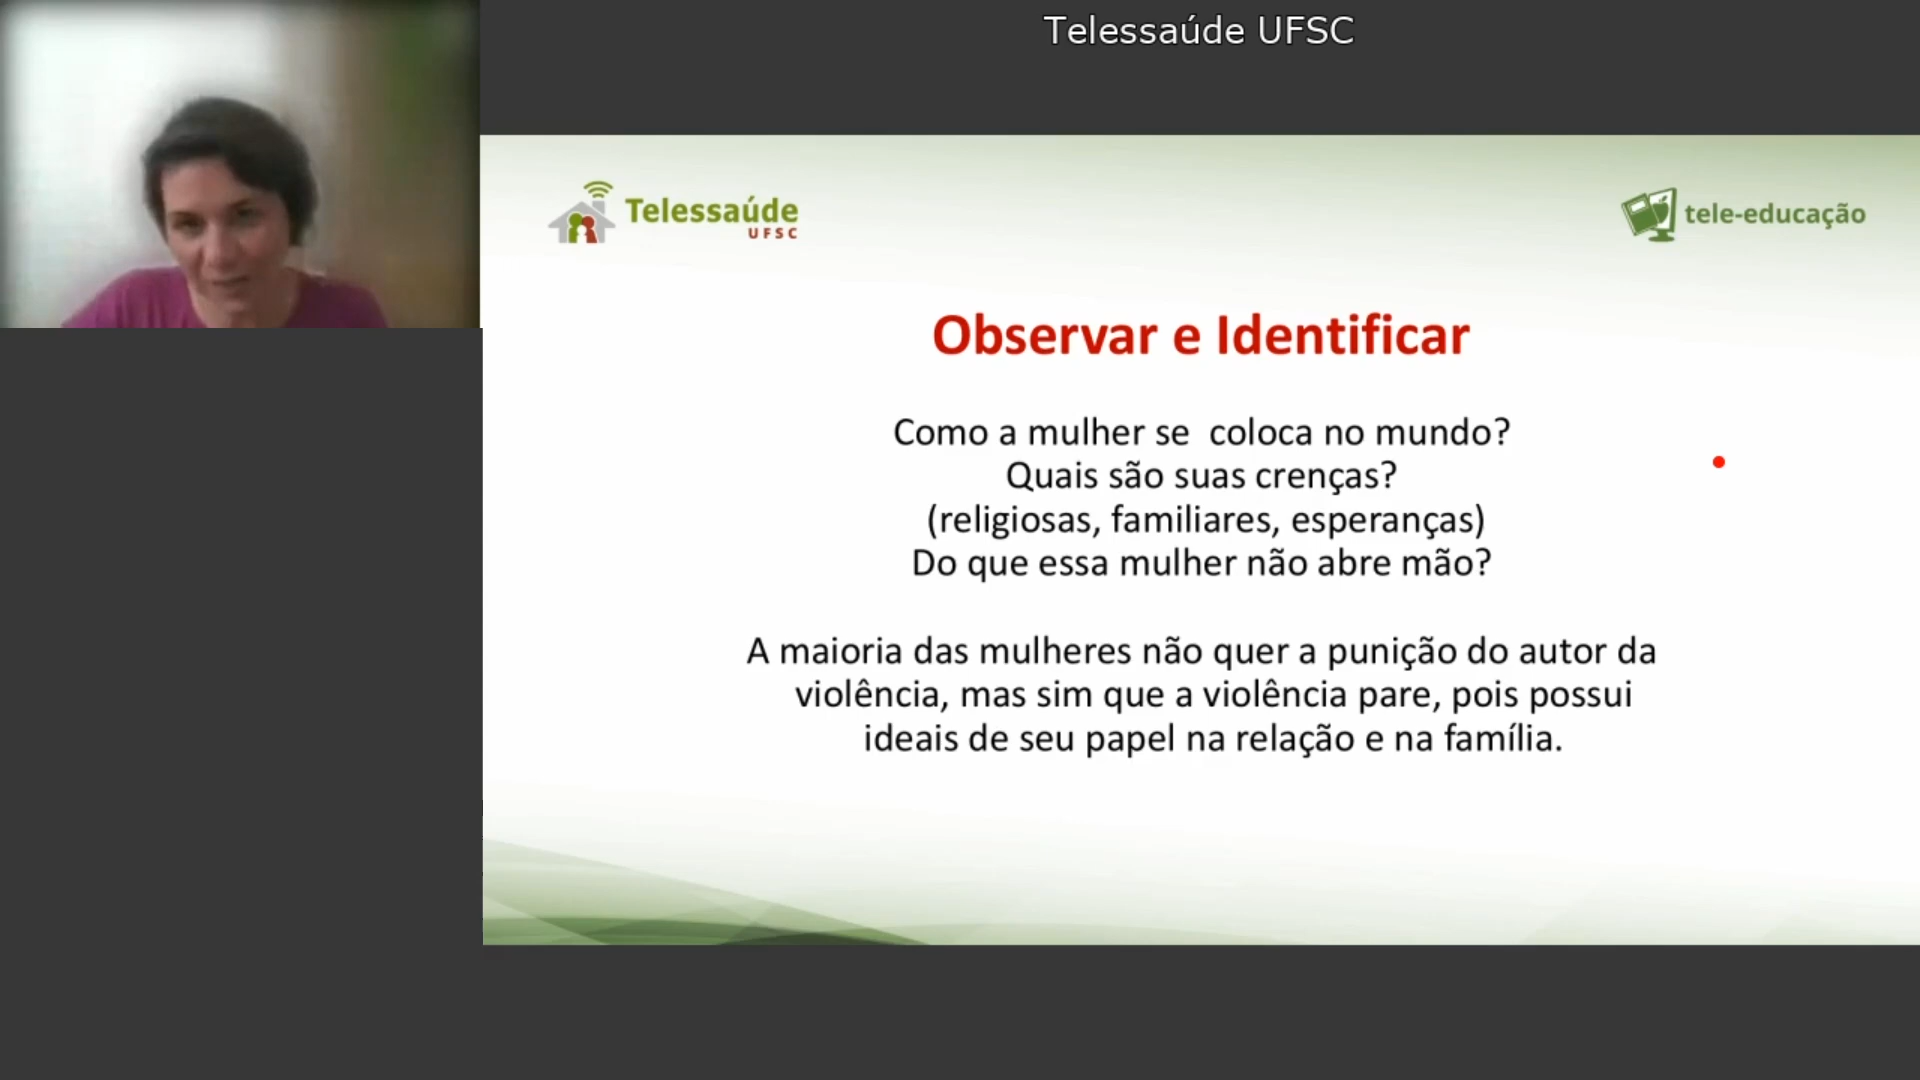 Telessaúde UFSC
Telessaúde
UFSC
tele-educação
Observar e Identificar
Como a mulher se  coloca no mundo?
Quais são suas crenças?
(religiosas, familiares, esperanças)
Do que essa mulher não abre mão?
A maioria das mulheres não quer a punição do autor da
violência, mas sim que a violência pare, pois possui
ideais de seu papel na relação e na família.